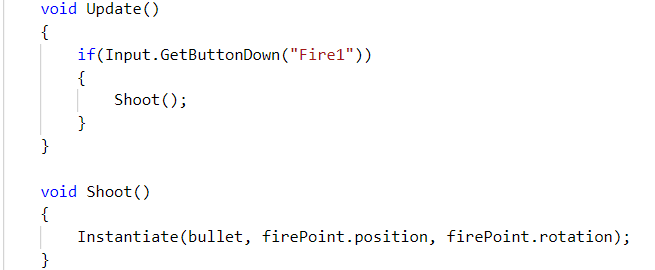 void Update()
{
    if(Input.GetButtonDown("Fire1"))
    {
        Shoot();
    }
}

void Shoot()
{
    Instantiate(bullet, firePoint.position, firePoint.rotation);
}